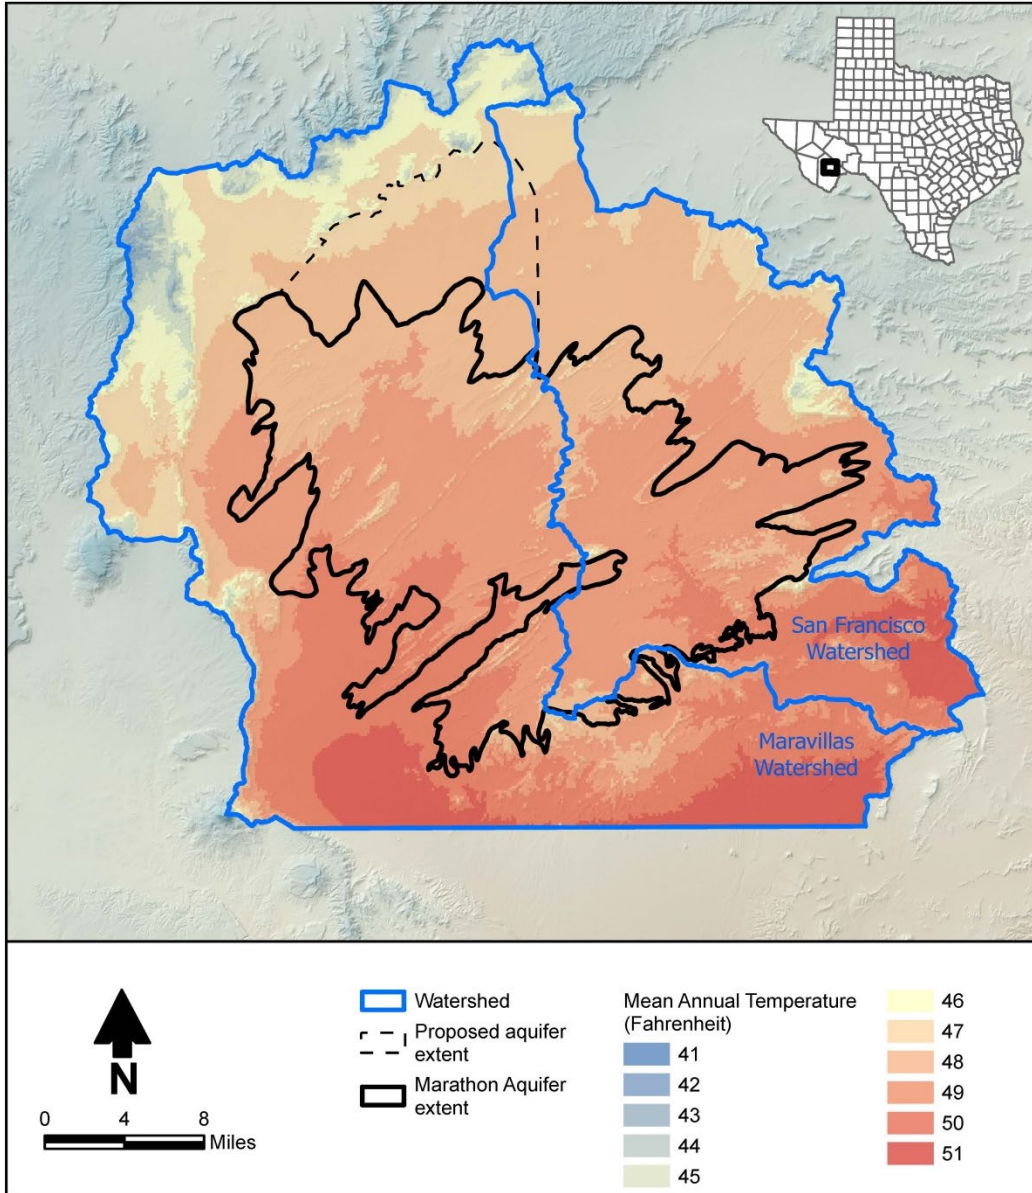 San Francisco
Watershed
Maravillas
Watershed
N
0 4 8
Miles
Watershed
Proposed aquifer
extent
Marathon Aquifer
extent
Mean Annual Temperature
(Fahrenheit)
41
42
43
44
45
46
47
48
49
50
51